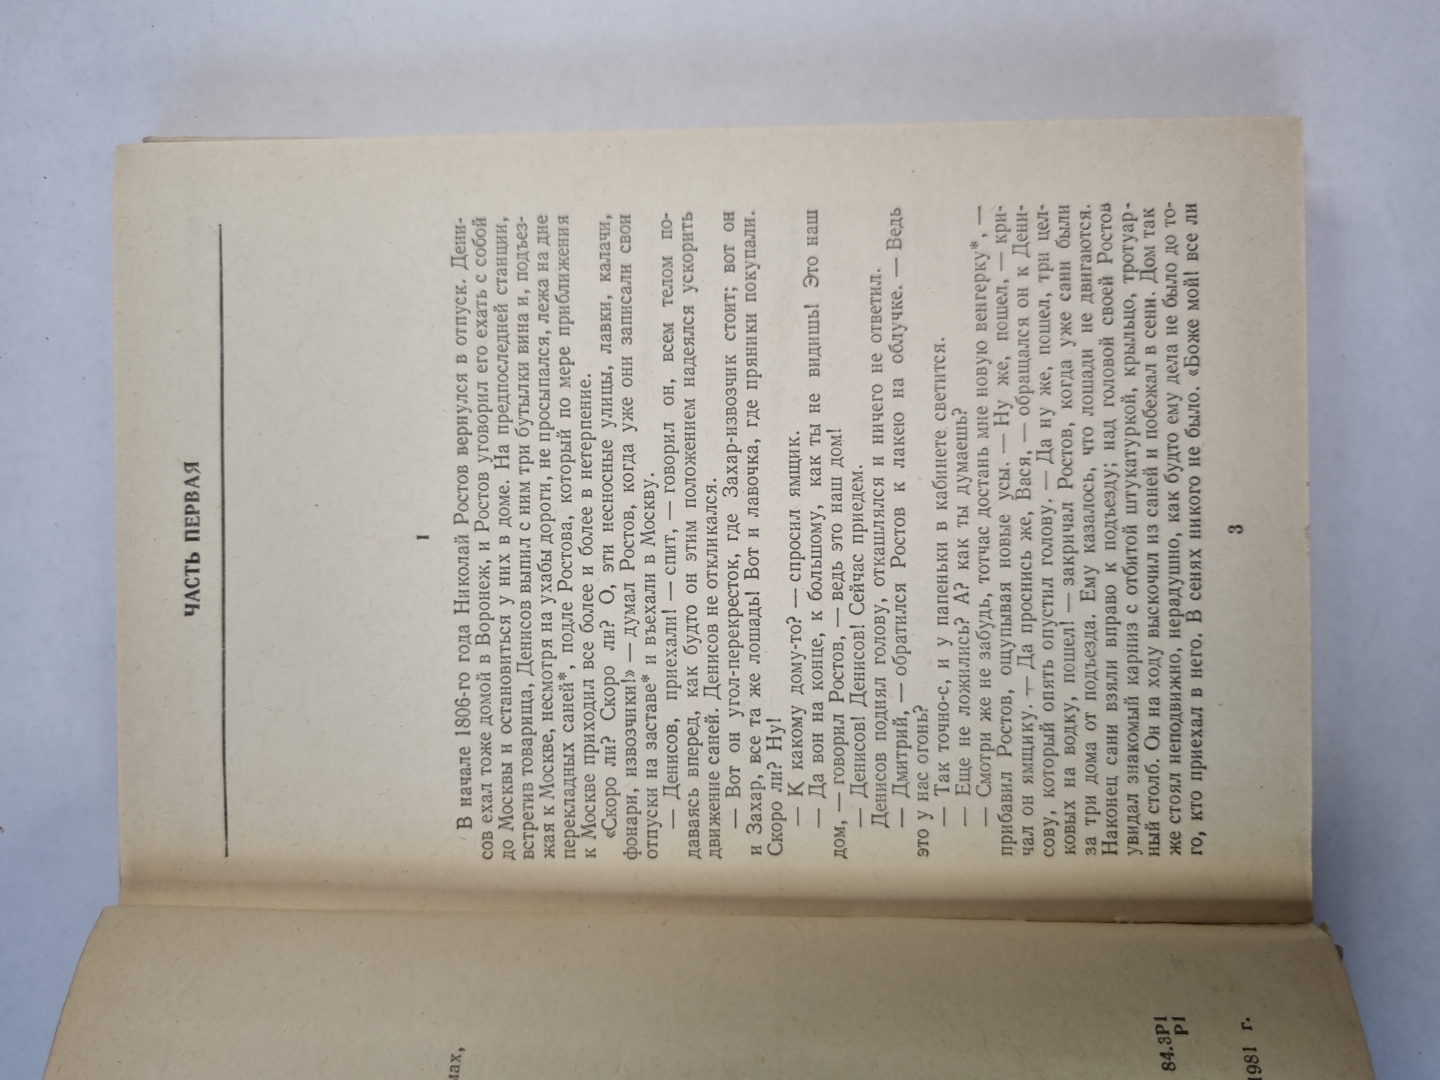 мах,
84.3Р1
Р1
1981 г.
ЧАСТЬ ПЕРВАЯ
I
В начале 1806-го года Николай Ростов вернулся в отпуск. Дени-
сов ехал тоже домой в Воронеж, и Ростов уговорил его ехать с собой
до Москвы и остановиться у них в доме. На предпоследней станции,
встретив товарища, Денисов выпил с ним три бутылки вина и, подъез-
жая к Москве, несмотря на ухабы дороги, не просыпался, лежа на дне
перекладных саней*, подле Ростова, который по мере приближения
к Москве приходил все более и более в нетерпение.
«Скоро ли? Скоро ли? О, эти несносные улицы, лавки, калачи,
фонари, извозчики!» — думал Ростов, когда уже они записали свои
отпуски на заставе* и въехали в Москву.
— Денисов, приехали! — спит, — говорил он, всем телом по-
даваясь вперед, как будто он этим положением надеялся ускорить
движение саней. Денисов не откликался.
— Вот он угол-перекресток, где Захар-извозчик стоит; вот он
и Захар, все та же лошадь! Вот и лавочка, где пряники покупали.
Скоро ли? Ну!
— К какому дому-то? — спросил ямщик.
— Да вон на конце, к большому, как ты не видишь! Это наш
дом, — говорил Ростов, — ведь это наш дом!
— Денисов! Денисов! Сейчас приедем.
Денисов поднял голову, откашлялся и ничего не ответил.
— Дмитрий, — обратился Ростов к лакею на облучке. — Ведь
это у нас огонь?
— Так точно-с, и у папеньки в кабинете светится.
— Еще не ложились? А? как ты думаешь?
— Смотри же не забудь, тотчас достань мне новую венгерку*, —
прибавил Ростов, ощупывая новые усы. — Ну же, пошел, — кри-
чал он ямщику. — Да проснись же, Вася, — обращался он к Дени-
сову, который опять опустил голову. — Да ну же, пошел, три цел-
ковых на водку, пошел! — закричал Ростов, когда уже сани были
за три дома от подъезда. Ему казалось, что лошади не двигаются.
Наконец сани взяли вправо к подъезду; над головой своей Ростов
увидал знакомый карниз с отбитой штукатуркой, крыльцо, тротуар-
ный столб. Он на ходу выскочил из саней и побежал в сени. Дом так
же стоял неподвижно, нерадушно, как будто ему дела не было до то-
го, кто приехал в него. В сенях никого не было. «Боже мой! все ли
3